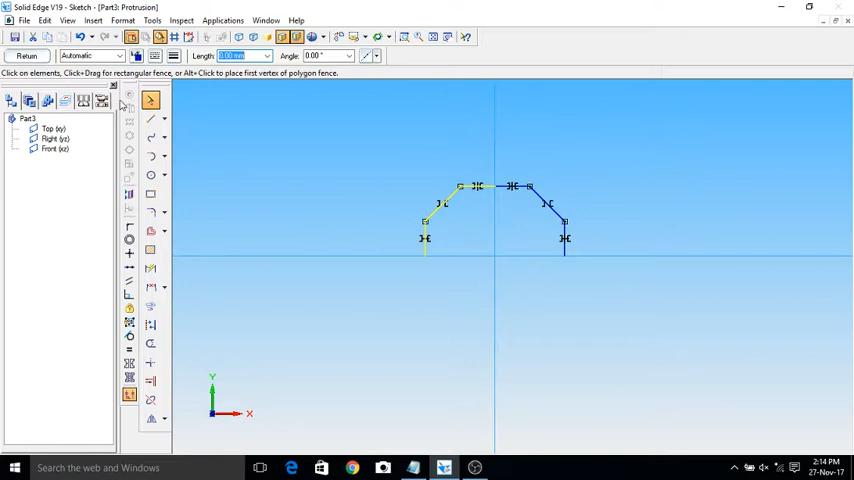 Solid Edge V19 - Sketch - [Part3: Protrusion]
File Edit View Insert Format Tools Inspect Applications Window Help
Return Automatic Length: 0.00 mm Angle: 0.00 °
Click on elements, Click+Drag for rectangular fence, or Alt+Click to place first vertex of polygon fence.
Part3
Top (xy)
Right (yz)
Front (xz)
Y
X
Search the web and Windows
2:14 PM
27-Nov-17